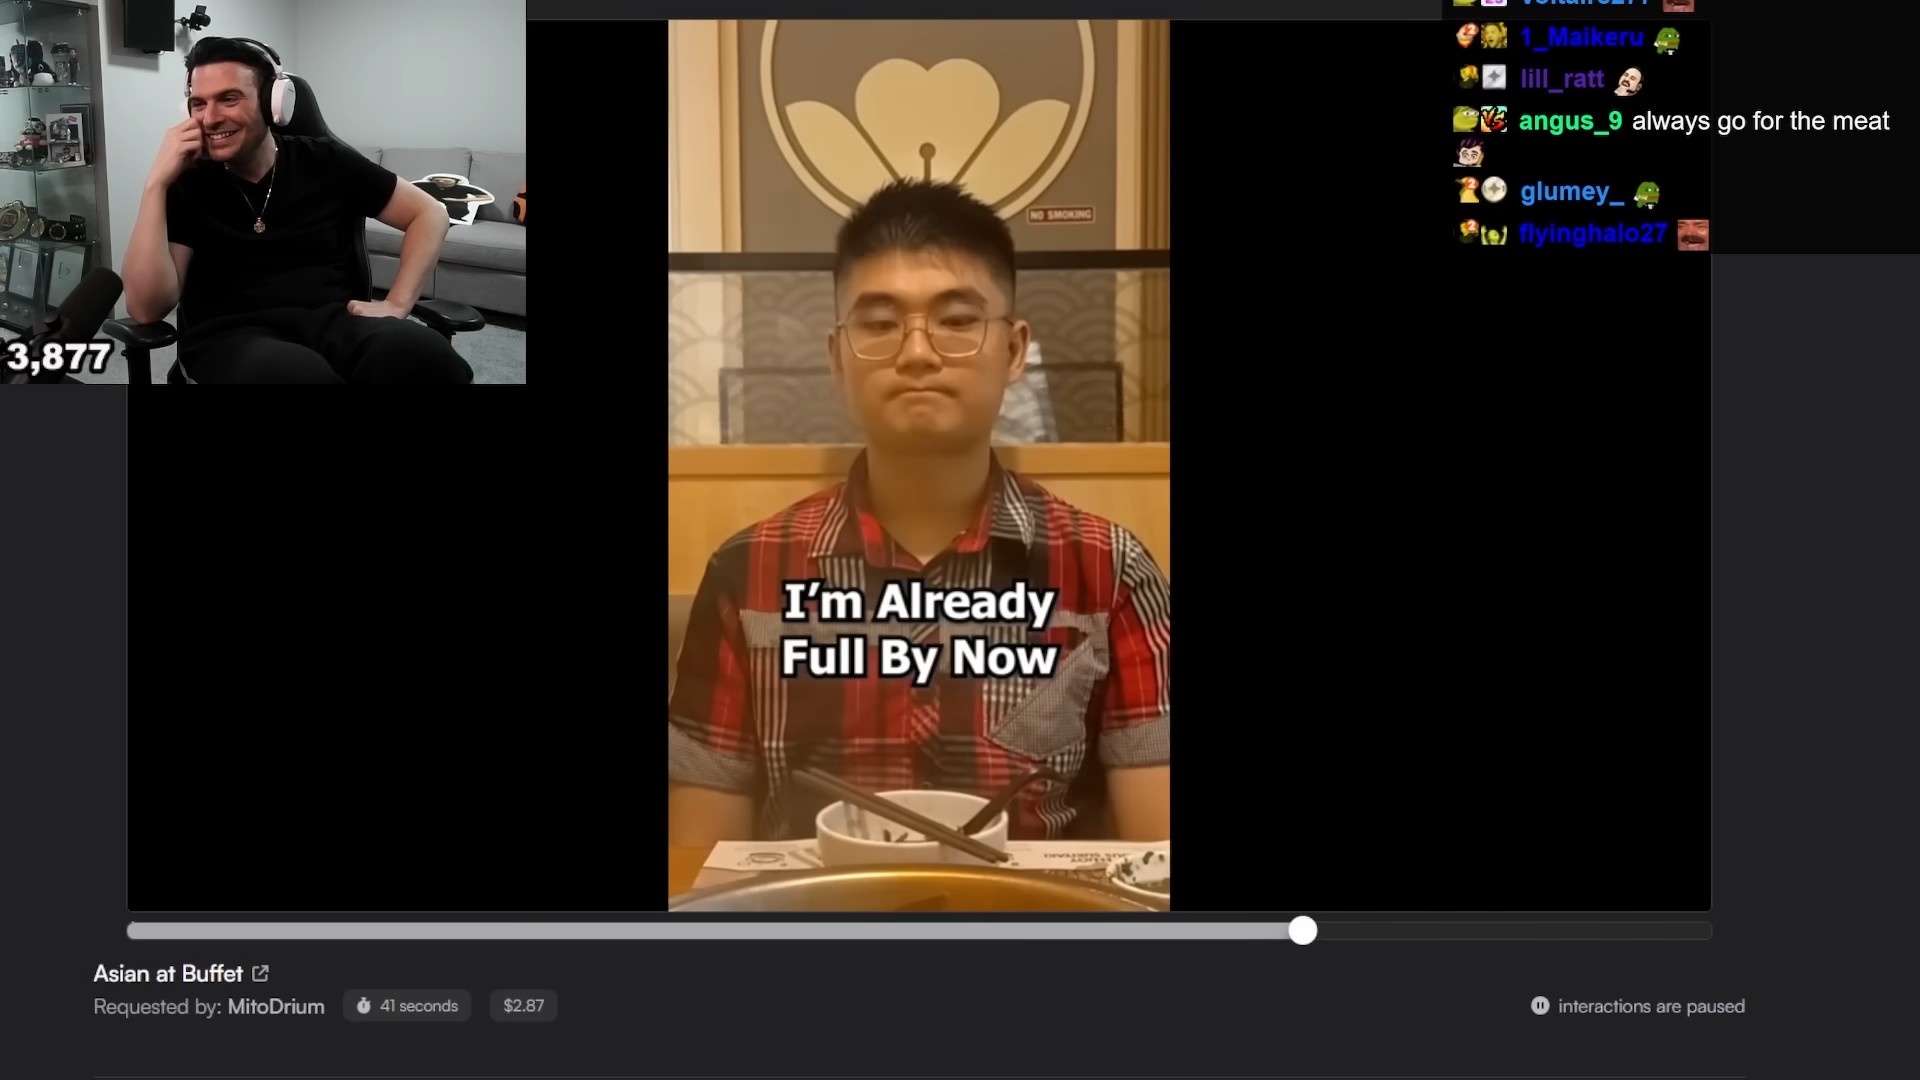 voltaire277
1_Maikeru
lill_ratt
angus_9 always go for the meat
glumey_
flyinghalo27
NO SMOKING
3,877
I'm Already
Full By Now
Asian at Buffet
Requested by: MitoDrium 41 seconds $2.87
interactions are paused